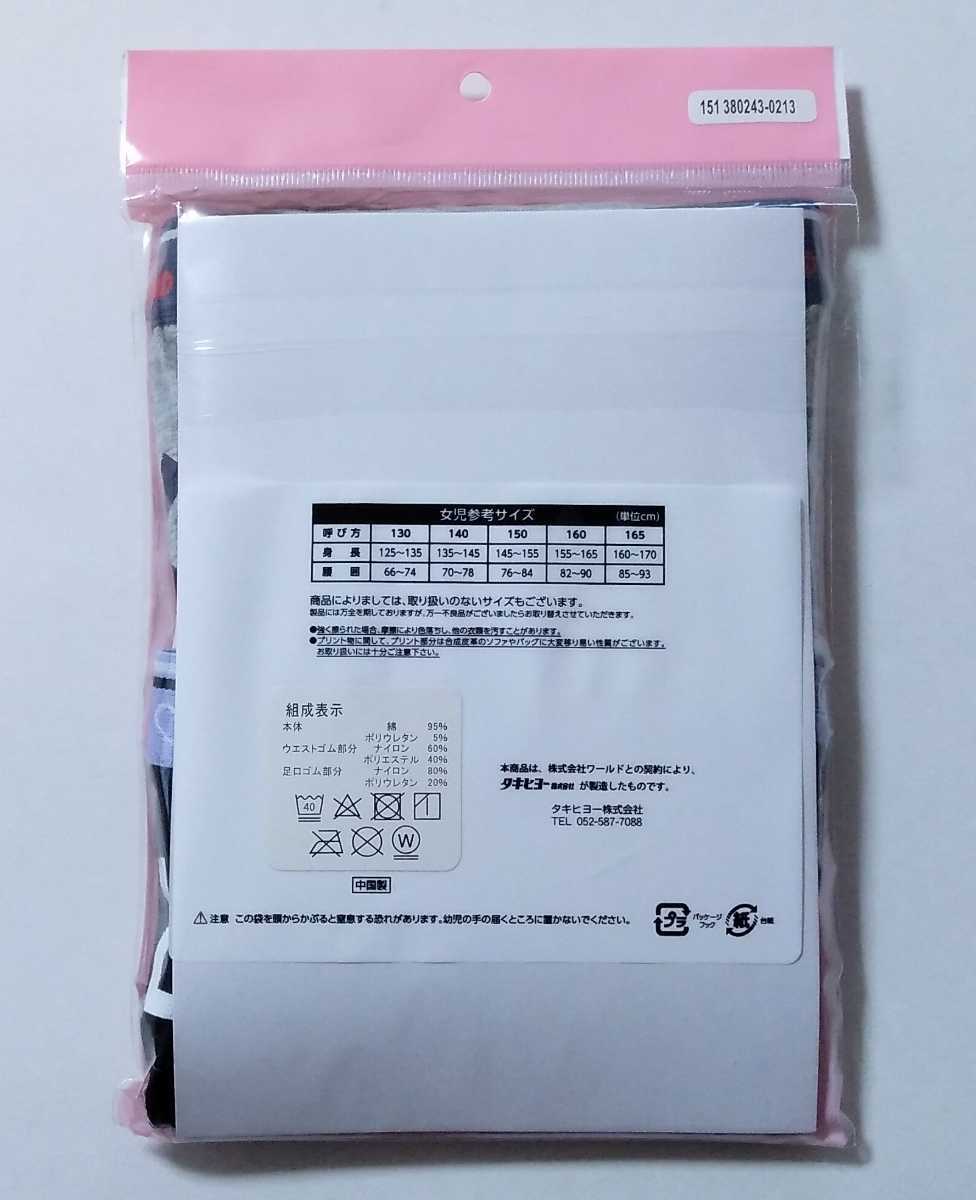 151 380243-0213
女児参考サイズ (単位cm)
呼び方 130 140 150 160 165
身長 125〜135 135〜145 145〜155 155〜165 160〜170
腰囲 66〜74 70〜78 76〜84 82〜90 85〜93
商品によりましては、取り扱いのないサイズもございます。
製品には万全を期しておりますが、万一不良品がございましたらお取り替えさせていただきます。
●強く擦られた場合、摩擦により色落ちし、他の衣類を汚すことがあります。
●プリント物に関して、プリント部分は合成皮革のソファやバッグに大変移り易い性質がございます。
お取り扱いには十分ご注意下さい。
組成表示
本体 綿 95%
ポリウレタン 5%
ウエストゴム部分 ナイロン 60%
ポリエステル 40%
足口ゴム部分 ナイロン 80%
ポリウレタン 20%
40
W
本商品は、株式会社ワールドとの契約により、
タキヒヨー株式会社 が製造したものです。
タキヒヨー株式会社
TEL 052-587-7088
中国製
⚠注意 この袋を頭からかぶると窒息する恐れがあります。幼児の手の届くところに置かないでください。
プラ パッケージ
フック
紙 台紙